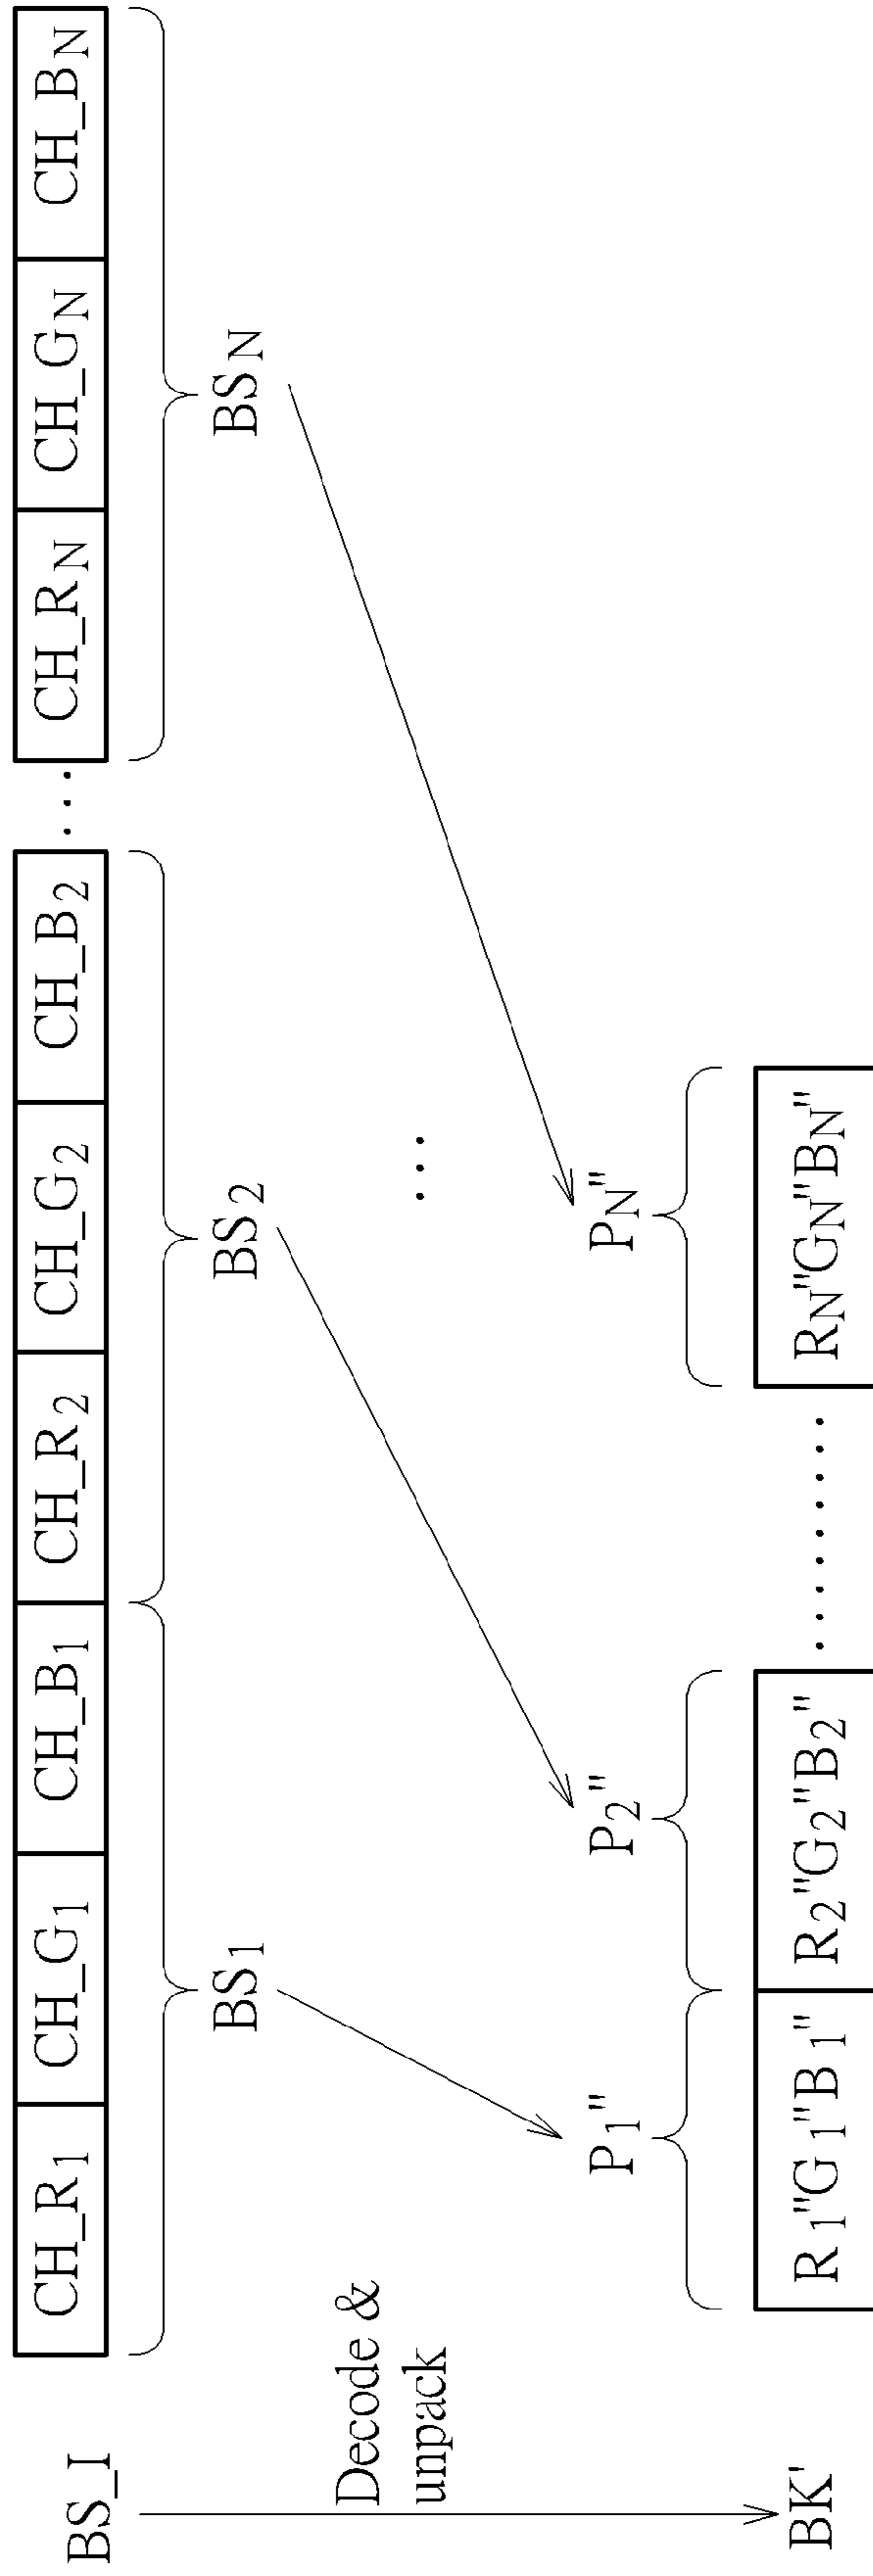 BS_I CH_R1 CH_G1 CH_B1 CH_R2 CH_G2 CH_B2 ... CH_RN CH_GN CH_BN
BS1 BS2 BSN
Decode &
unpack
...
P1" P2" PN"
BK' R1"G1"B1" R2"G2"B2" ......... RN"GN"BN"